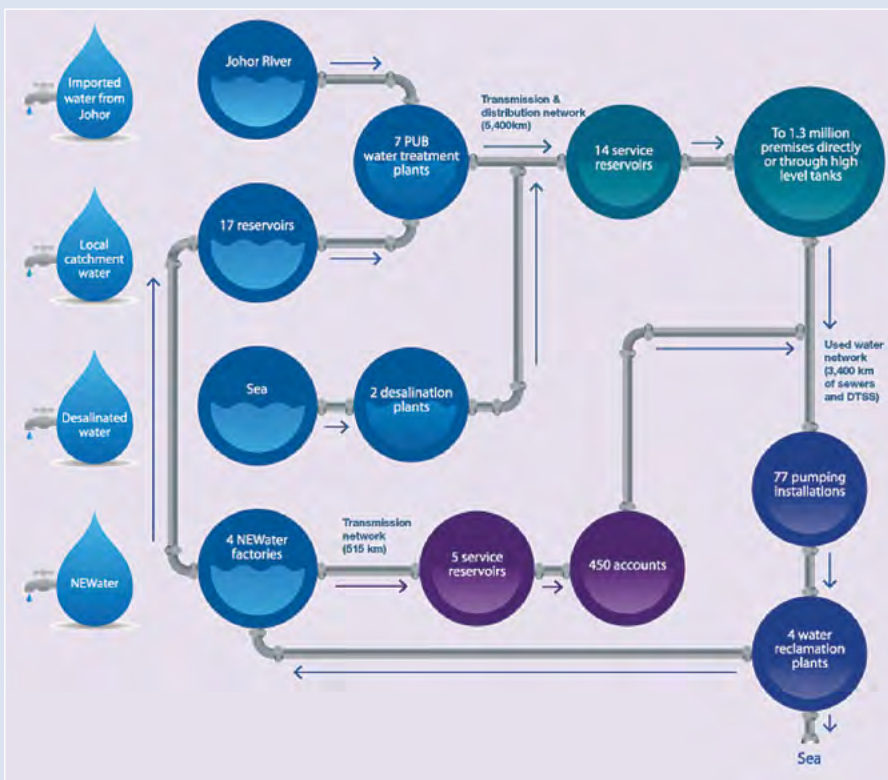 Imported
water from
Johor
Johor River
7 PUB
water treatment
plants
Transmission &
distribution network
(5,400km)
14 service
reservoirs
To 1.3 million
premises directly
or through high
level tanks
Local
catchment
water
17 reservoirs
Used water
network
(3,400 km
of sewers
and DTSS)
Desalinated
water
Sea
2 desalination
plants
77 pumping
installations
NEWater
4 NEWater
factories
Transmission
network
(515 km)
5 service
reservoirs
450 accounts
4 water
reclamation
plants
Sea